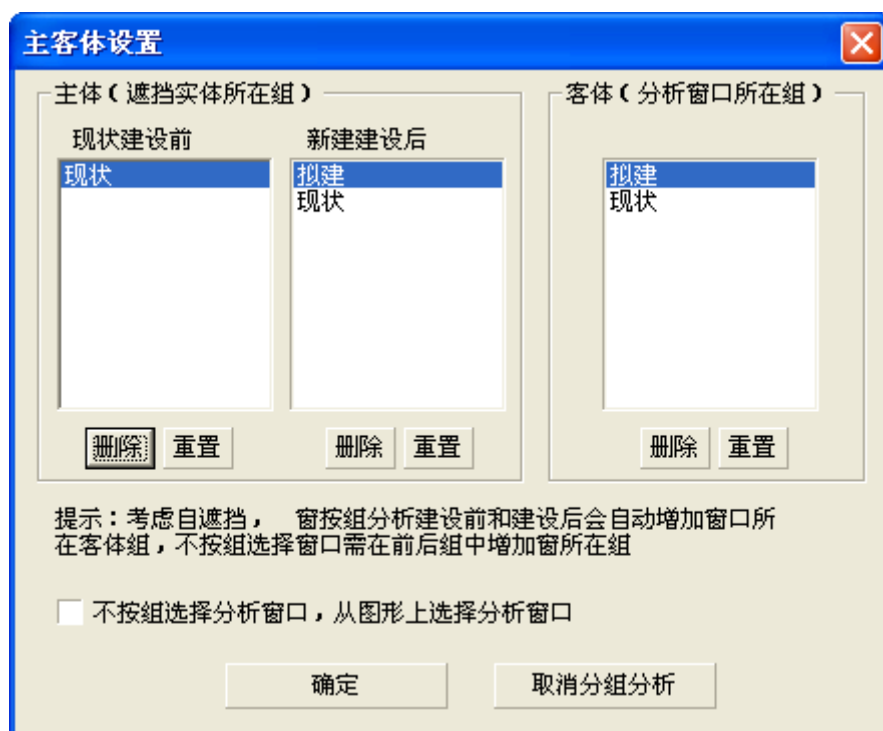 主客体设置
主体（遮挡实体所在组）
现状建设前
现状
删除
重置
新建建设后
拟建
现状
删除
重置
客体（分析窗口所在组）
拟建
现状
删除
重置
提示：考虑自遮挡， 窗按组分析建设前和建设后会自动增加窗口所
在客体组，不按组选择窗口需在前后组中增加窗所在组
不按组选择分析窗口，从图形上选择分析窗口
确定
取消分组分析